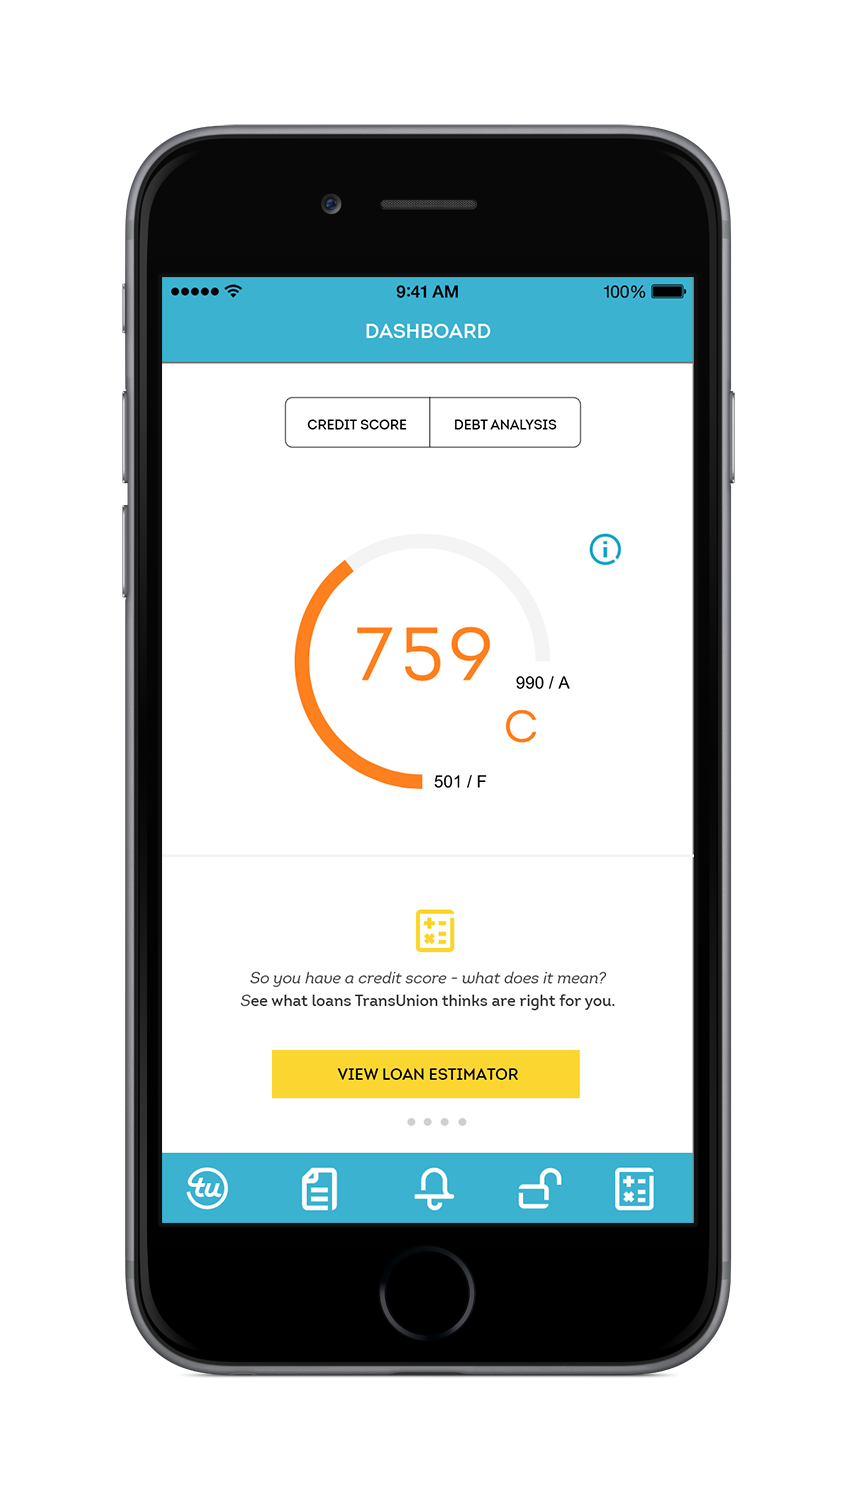 9:41 AM 100%
DASHBOARD
CREDIT SCORE DEBT ANALYSIS
759
990 / A
C
501 / F
So you have a credit score - what does it mean?
See what loans TransUnion thinks are right for you.
VIEW LOAN ESTIMATOR
tu